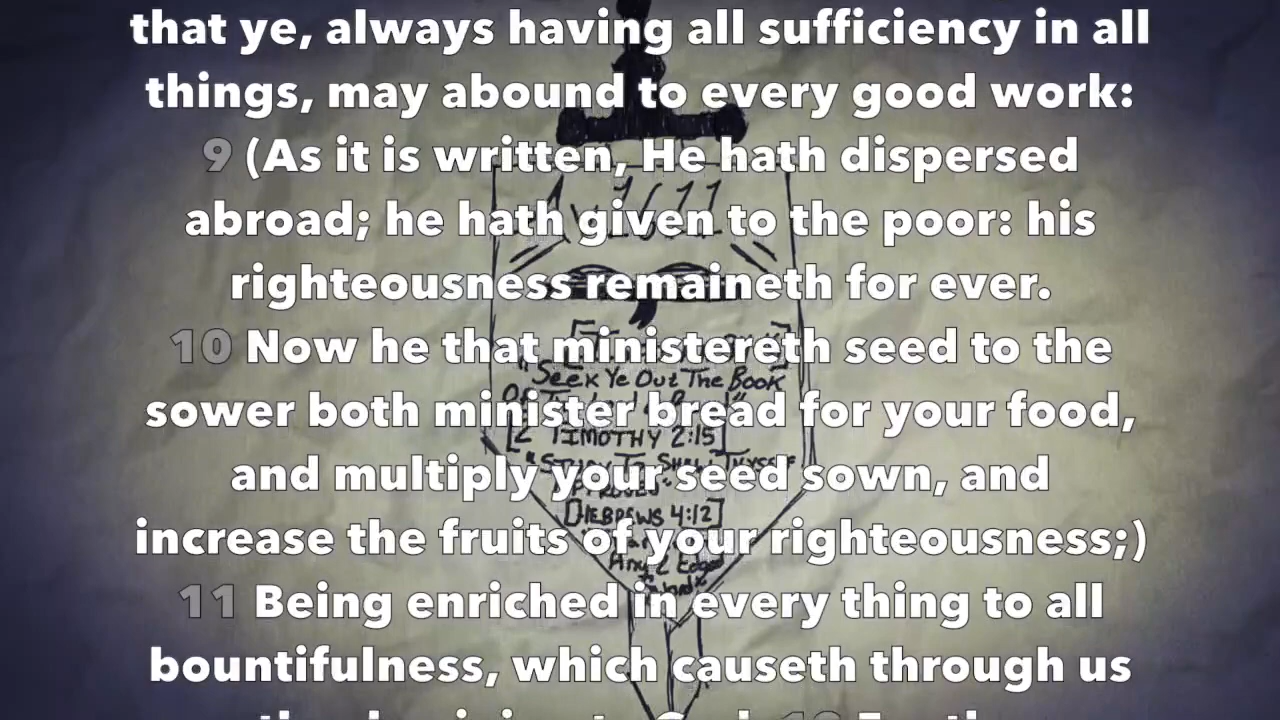 that ye, always having all sufficiency in all
things, may abound to every good work:
9 (As it is written, He hath dispersed
abroad; he hath given to the poor: his
righteousness remaineth for ever.
10 Now he that ministereth seed to the
sower both minister bread for your food,
and multiply your seed sown, and
increase the fruits of your righteousness;)
11 Being enriched in every thing to all
bountifulness, which causeth through us
1611
"Seek Ye Out The Book
TIMOTHY 2:15]
[HEBREWS 4:12]
Any 2 Edged